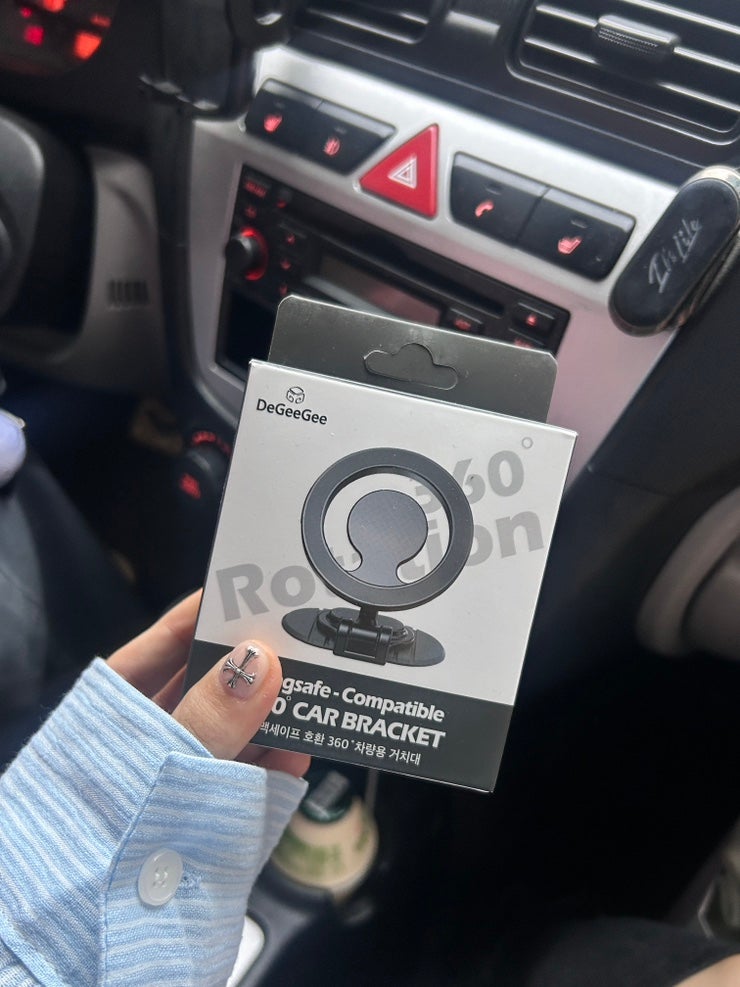 It's life
DeGeeGee
360°
Rotation
gsafe - Compatible
0° CAR BRACKET
맥세이프 호환 360°차량용 거치대